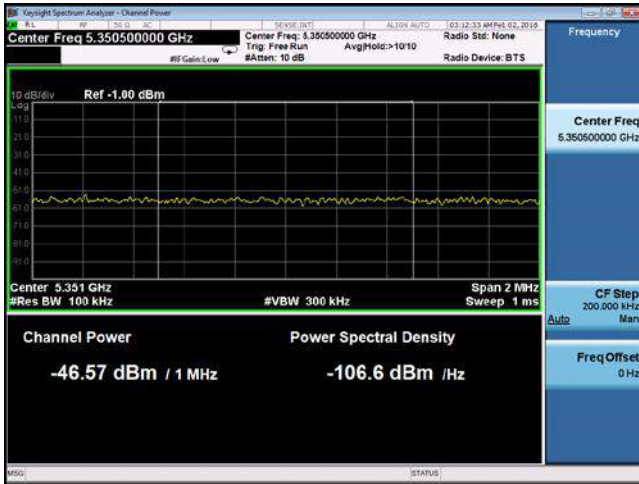 Keysight Spectrum Analyzer - Channel Power
RL RF 50 Ω AC SENSE:INT ALIGN AUTO 03:12:33 AM Feb 02, 2016
Center Freq 5.350500000 GHz
Center Freq: 5.350500000 GHz
Radio Std: None
Trig: Free Run Avg|Hold:>10/10
#IFGain:Low
#Atten: 10 dB
Radio Device: BTS
10 dB/div Ref -1.00 dBm
Log
-11.0
-21.0
-31.0
-41.0
-51.0
-61.0
-71.0
-81.0
-91.0
Center 5.351 GHz Span 2 MHz
#Res BW 100 kHz #VBW 300 kHz Sweep 1 ms
Channel Power Power Spectral Density
-46.57 dBm / 1 MHz -106.6 dBm /Hz
MSG STATUS
Frequency
Center Freq
5.350500000 GHz
CF Step
200.000 kHz
Auto Man
Freq Offset
0 Hz